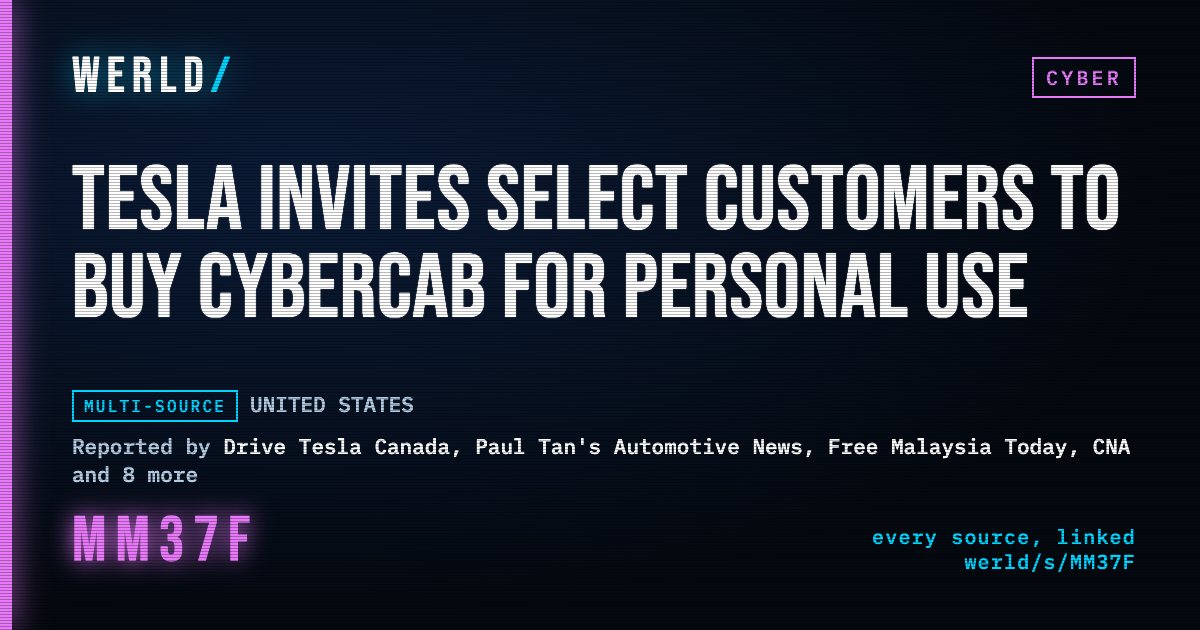 WERLD/
CYBER
TESLA INVITES SELECT CUSTOMERS TO
BUY CYBERCAB FOR PERSONAL USE
MULTI-SOURCE UNITED STATES
Reported by Drive Tesla Canada, Paul Tan's Automotive News, Free Malaysia Today, CNA
and 8 more
MM37F
every source, linked
werld/s/MM37F